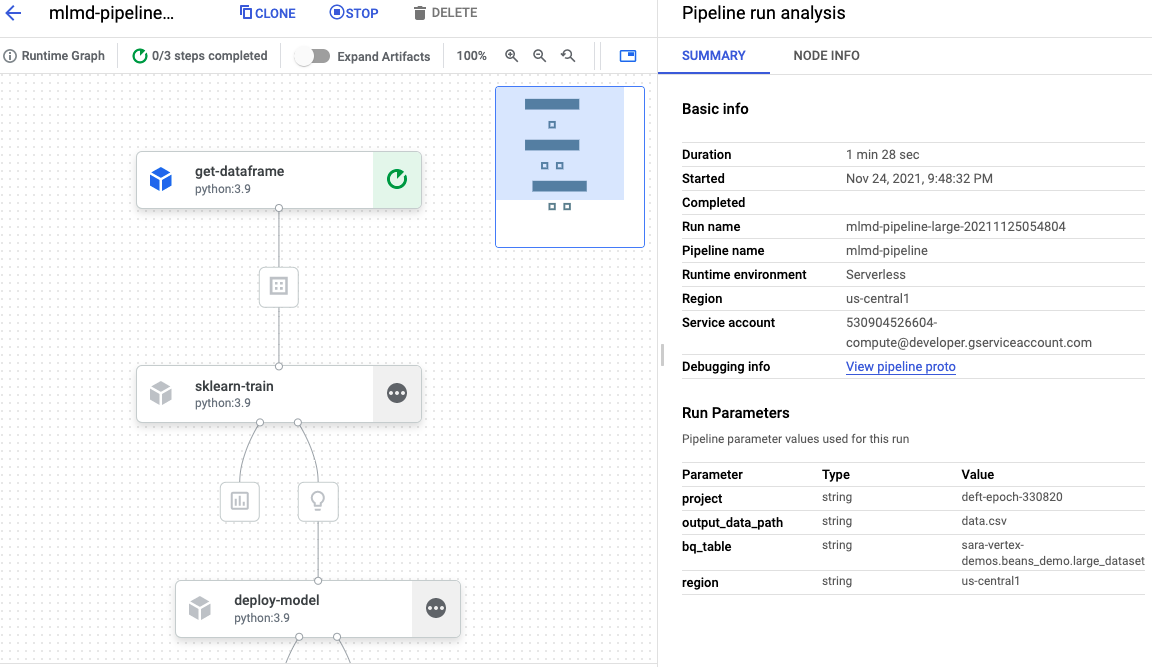 mlmd-pipeline...
CLONE
STOP
DELETE
Runtime Graph
0/3 steps completed
Expand Artifacts
100%
get-dataframe
python:3.9
sklearn-train
python:3.9
deploy-model
python:3.9
Pipeline run analysis
SUMMARY
NODE INFO
Basic info
Duration 1 min 28 sec
Started Nov 24, 2021, 9:48:32 PM
Completed
Run name mlmd-pipeline-large-20211125054804
Pipeline name mlmd-pipeline
Runtime environment Serverless
Region us-central1
Service account 530904526604-
compute@developer.gserviceaccount.com
Debugging info View pipeline proto
Run Parameters
Pipeline parameter values used for this run
Parameter Type Value
project string deft-epoch-330820
output_data_path string data.csv
bq_table string sara-vertex-
demos.beans_demo.large_dataset
region string us-central1